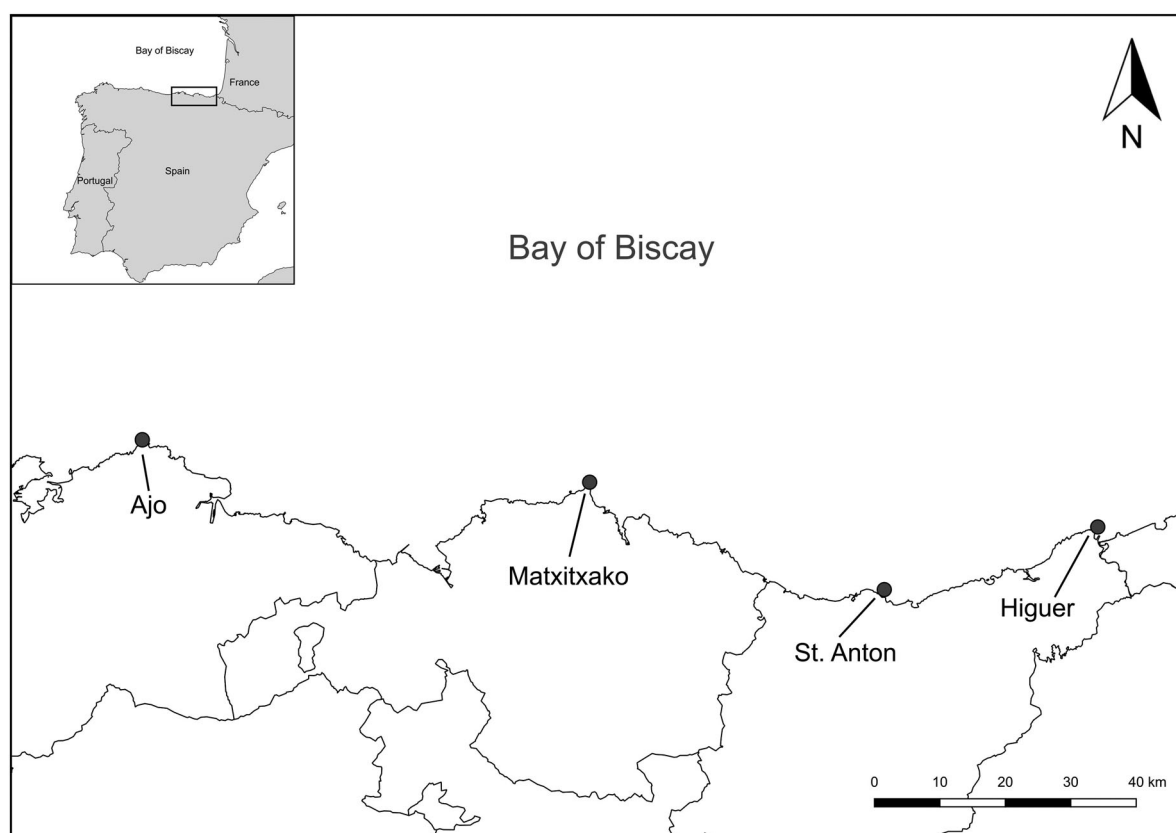 Bay of Biscay
France
Portugal
Spain
N
Bay of Biscay
Ajo
Matxitxako
St. Anton
Higuer
0 10 20 30 40 km